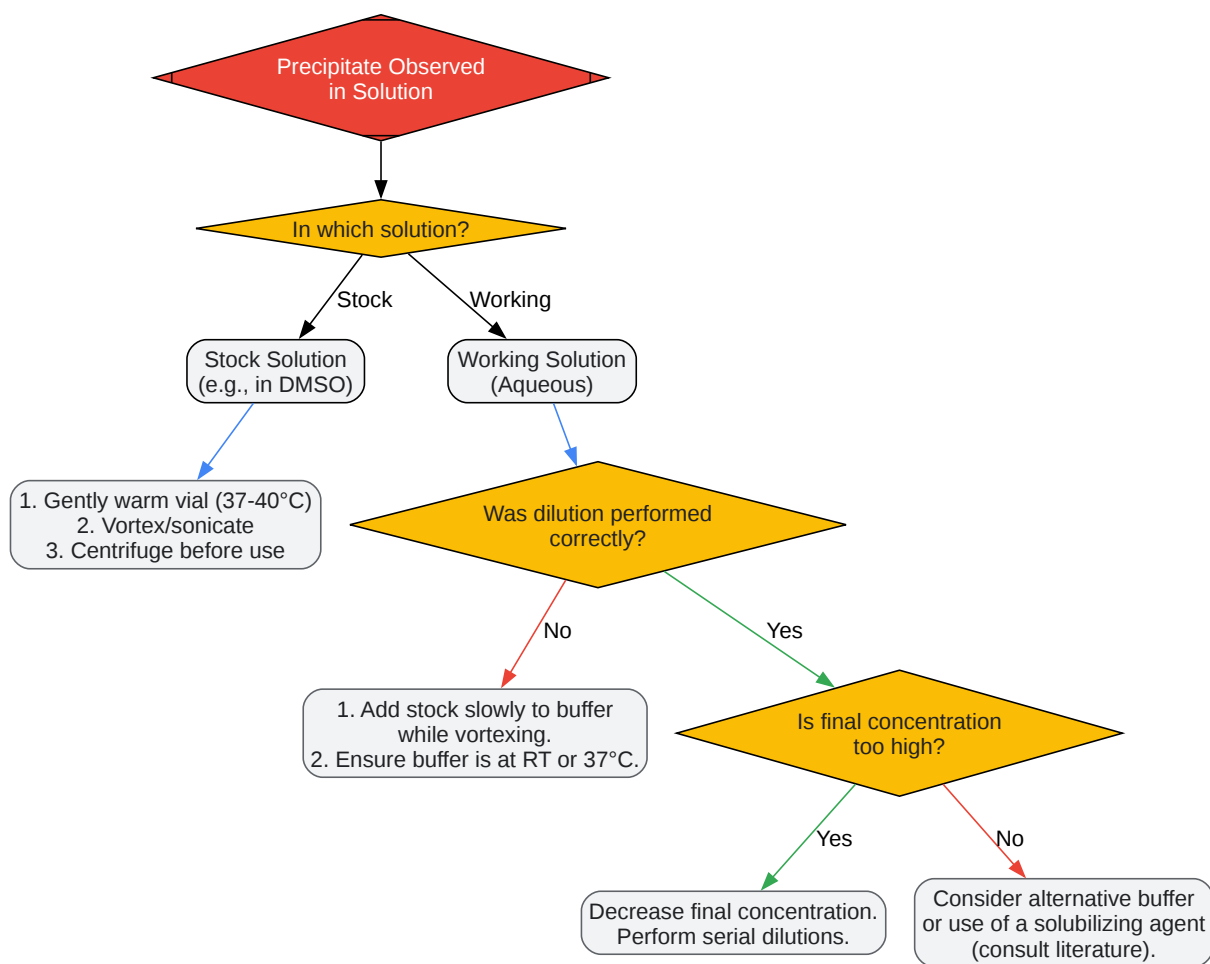 Precipitate Observed
in Solution
In which solution?
Stock
Working
Stock Solution
(e.g., in DMSO)
Working Solution
(Aqueous)
1. Gently warm vial (37-40°C)
2. Vortex/sonicate
3. Centrifuge before use
Was dilution performed
correctly?
No
Yes
1. Add stock slowly to buffer
while vortexing.
2. Ensure buffer is at RT or 37°C.
Is final concentration
too high?
Yes
No
Decrease final concentration.
Perform serial dilutions.
Consider alternative buffer
or use of a solubilizing agent
(consult literature).